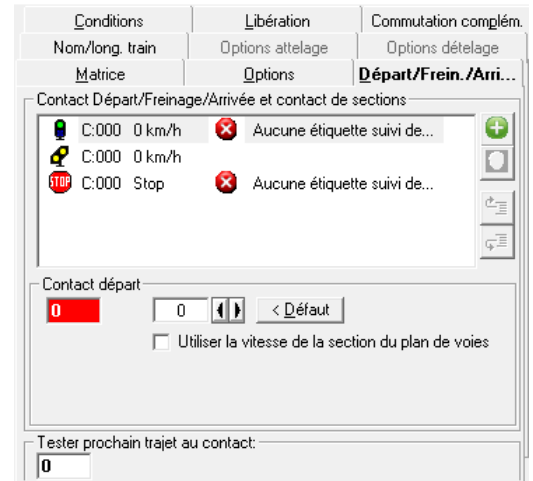 Conditions Libération Commutation complém.
Nom/long. train Options attelage Options dételage
Matrice Options Départ/Frein./Arri...
Contact Départ/Freinage/Arrivée et contact de sections
C:000 0 km/h Aucune étiquette suivi de...
C:000 0 km/h
STOP C:000 Stop Aucune étiquette suivi de...
Contact départ
0 0 < Défaut
Utiliser la vitesse de la section du plan de voies
Tester prochain trajet au contact:
0